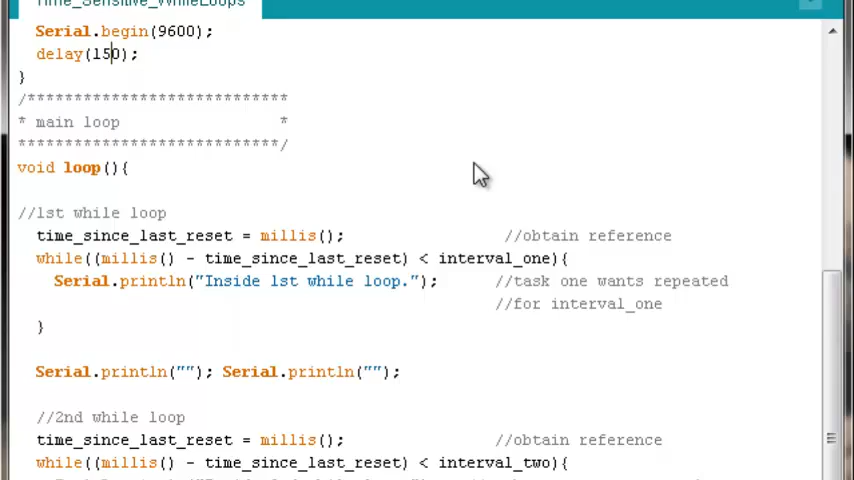 Time_Sensitive_WhileLoops
Serial.begin(9600);
delay(150);
}
/****************************
* main loop                 *
****************************/
void loop(){
//1st while loop
time_since_last_reset = millis();                 //obtain reference
while((millis() - time_since_last_reset) < interval_one){
Serial.println("Inside 1st while loop.");      //task one wants repeated
//for interval_one
}
Serial.println(""); Serial.println("");
//2nd while loop
time_since_last_reset = millis();                //obtain reference
while((millis() - time_since_last_reset) < interval_two){